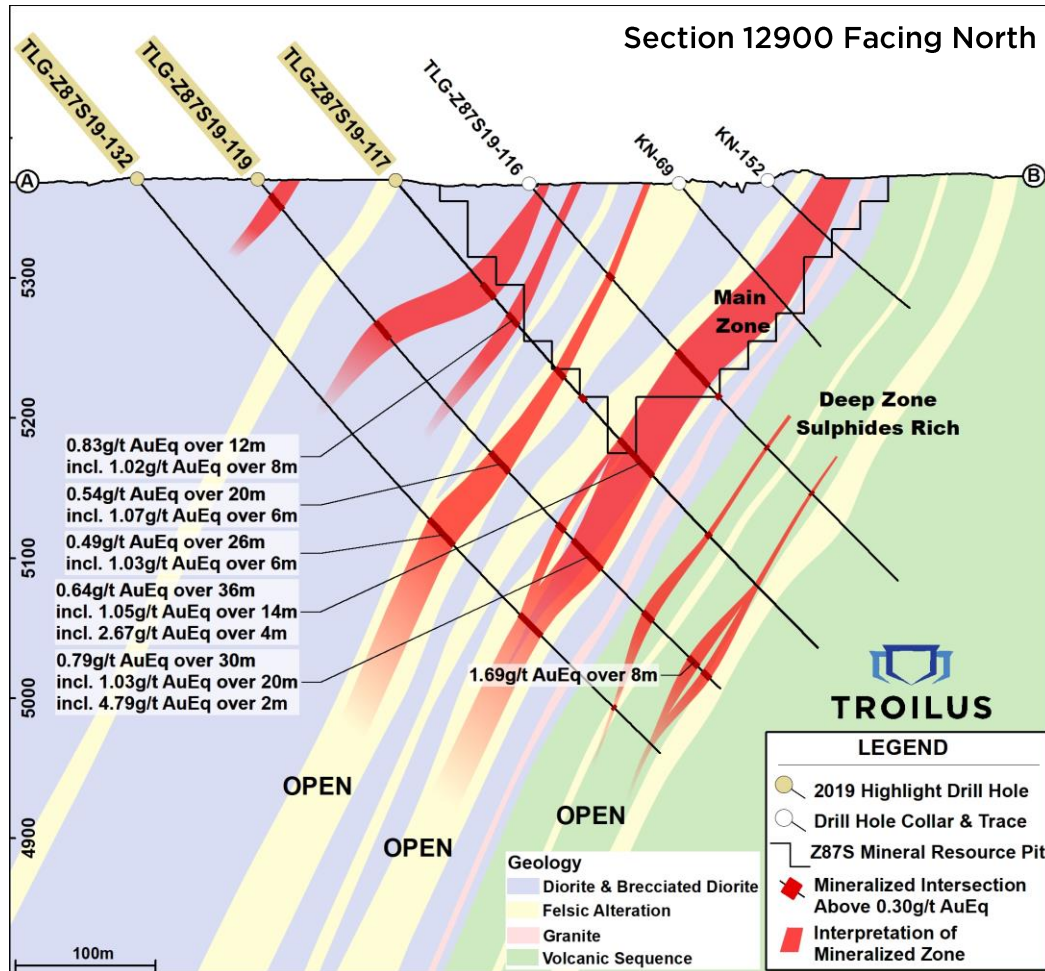 Section 12900 Facing North
TLG-Z87S19-132
TLG-Z87S19-119
TLG-Z87S19-117
TLG-Z87S19-116
KN-69
KN-152
A
B
5300
5200
5100
5000
4900
Main
Zone
Deep Zone
Sulphides Rich
0.83g/t AuEq over 12m
incl. 1.02g/t AuEq over 8m
0.54g/t AuEq over 20m
incl. 1.07g/t AuEq over 6m
0.49g/t AuEq over 26m
incl. 1.03g/t AuEq over 6m
0.64g/t AuEq over 36m
incl. 1.05g/t AuEq over 14m
incl. 2.67g/t AuEq over 4m
0.79g/t AuEq over 30m
incl. 1.03g/t AuEq over 20m
incl. 4.79g/t AuEq over 2m
1.69g/t AuEq over 8m
OPEN
OPEN
OPEN
TROILUS
LEGEND
2019 Highlight Drill Hole
Drill Hole Collar & Trace
Z87S Mineral Resource Pit
Mineralized Intersection
Above 0.30g/t AuEq
Interpretation of
Mineralized Zone
Geology
Diorite & Brecciated Diorite
Felsic Alteration
Granite
Volcanic Sequence
100m